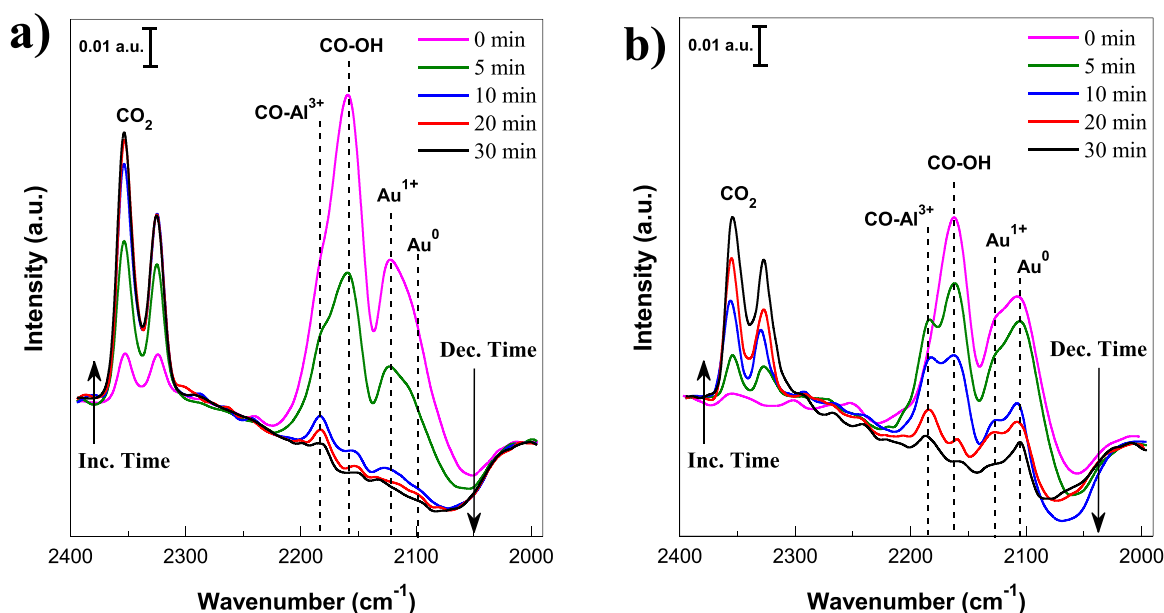 a)
0.01 a.u.
CO-OH
0 min
5 min
10 min
20 min
30 min
CO-Al³⁺
CO₂
Au¹⁺
Au⁰
Dec. Time
Inc. Time
Intensity (a.u.)
2400
2300
2200
2100
2000
Wavenumber (cm⁻¹)
b)
0.01 a.u.
0 min
5 min
10 min
20 min
30 min
CO-OH
CO₂
CO-Al³⁺
Au¹⁺
Au⁰
Dec. Time
Inc. Time
Intensity (a.u.)
2400
2300
2200
2100
2000
Wavenumber (cm⁻¹)